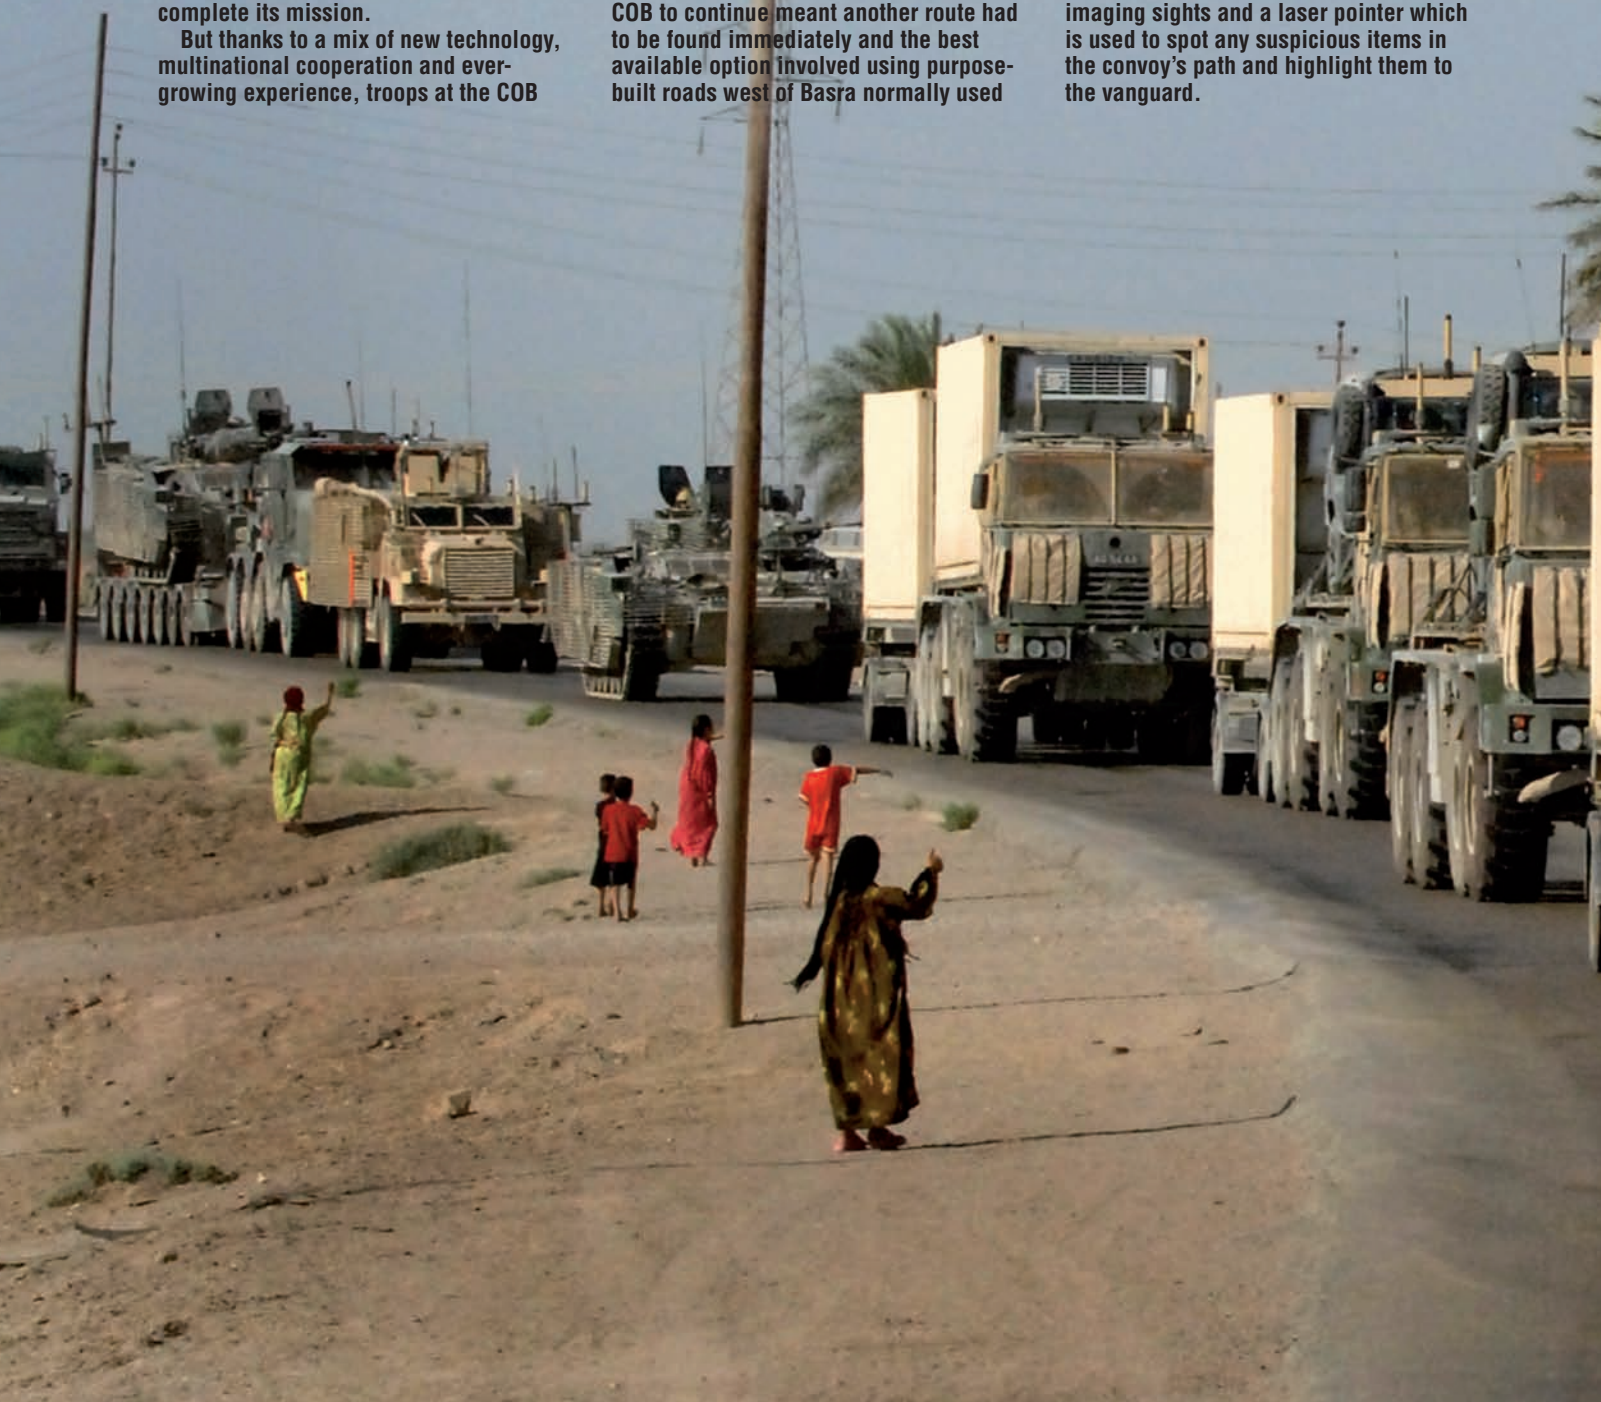 complete its mission.
But thanks to a mix of new technology,
multinational cooperation and ever-
growing experience, troops at the COB
COB to continue meant another route had
to be found immediately and the best
available option involved using purpose-
built roads west of Basra normally used
imaging sights and a laser pointer which
is used to spot any suspicious items in
the convoy's path and highlight them to
the vanguard.